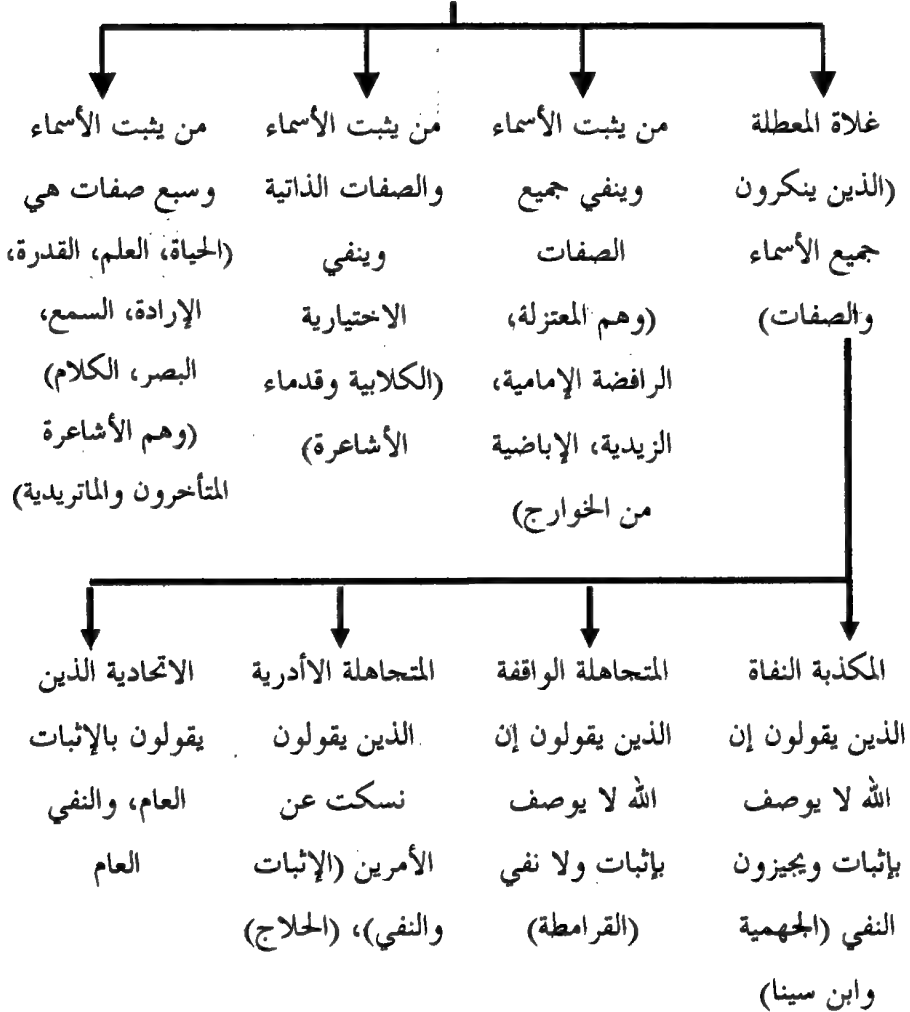 غلاة المعطلة
(الذين ينكرون
جميع الأسماء
والصفات)
من يثبت الأسماء
وينفي جميع
الصفات
(وهم المعتزلة،
الرافضة الإمامية،
الزيدية، الإباضية
من الخوارج)
من يثبت الأسماء
والصفات الذاتية
وينفي
الاختيارية
(الكلابية وقدماء
الأشاعرة)
من يثبت الأسماء
وسبع صفات هي
(الحياة، العلم، القدرة،
الإرادة، السمع،
البصر، الكلام)
(وهم الأشاعرة
المتأخرون والماتريدية)
المكذبة النفاة
الذين يقولون إن
الله لا يوصف
بإثبات ويجيزون
النفي (الجهمية
وابن سينا)
المتجاهلة الواقفة
الذين يقولون إن
الله لا يوصف
بإثبات ولا نفي
(القرامطة)
المتجاهلة الاأدرية
الذين يقولون
نسكت عن
الأمرين (الإثبات
والنفي)، (الحلاج)
الاتحادية الذين
يقولون بالإثبات
العام، والنفي
العام